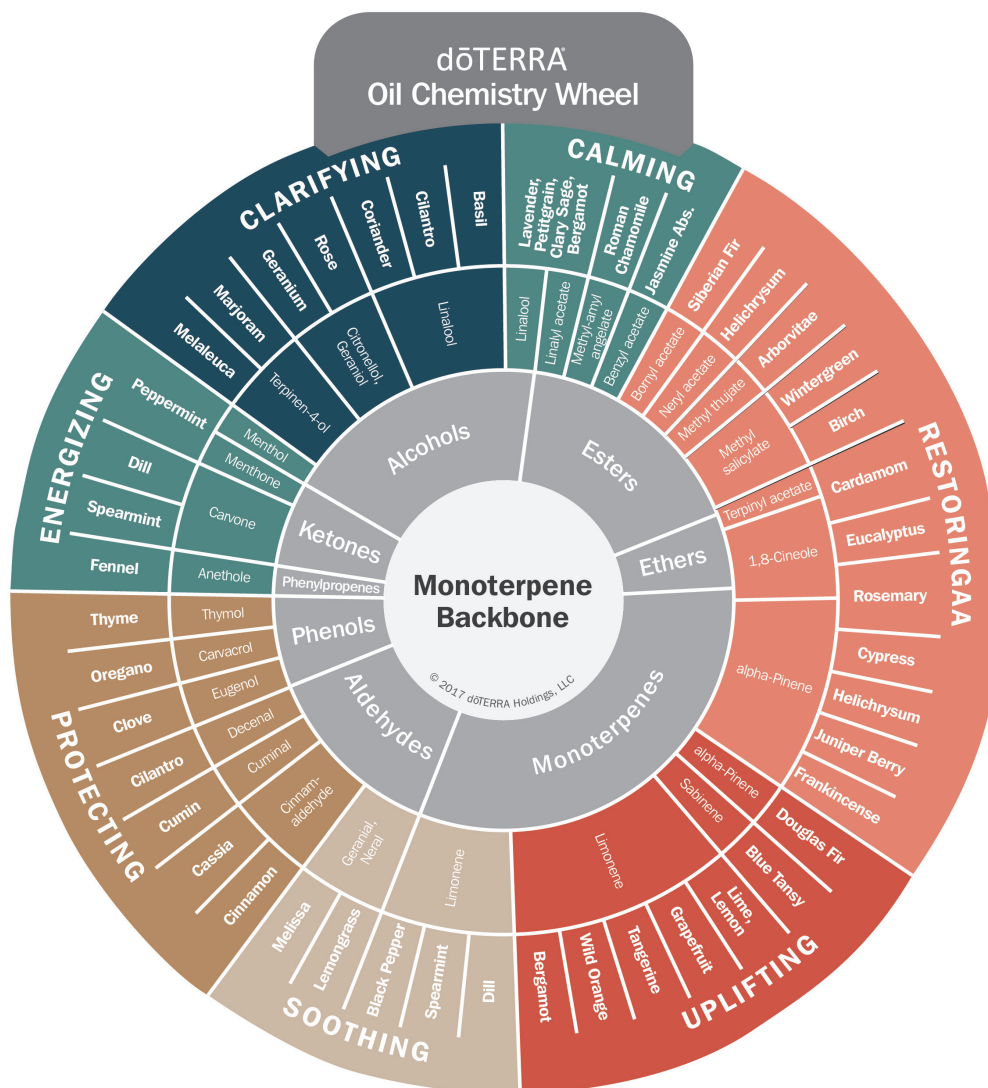 dōTERRA®
Oil Chemistry Wheel
CLARIFYING
Melaleuca
Marjoram
Geranium
Rose
Coriander
Cilantro
Basil
Terpinen-4-ol
Citronellol,
Geraniol
Linalool
CALMING
Lavender,
Petitgrain,
Clary Sage,
Bergamot
Roman
Chamomile
Jasmine Abs.
Linalool
Linalyl acetate
Methyl-amyl
angelate
Benzyl acetate
RESTORINGAA
Siberian Fir
Helichrysum
Arborvitae
Wintergreen
Birch
Cardamom
Eucalyptus
Rosemary
Cypress
Helichrysum
Juniper Berry
Frankincense
Bornyl acetate
Neryl acetate
Methyl thujate
Methyl
salicylate
Terpinyl acetate
1,8-Cineole
alpha-Pinene
UPLIFTING
Douglas Fir
Blue Tansy
Lime,
Lemon
Grapefruit
Tangerine
Wild Orange
Bergamot
alpha-Pinene
Sabinene
Limonene
SOOTHING
Dill
Spearmint
Black Pepper
Lemongrass
Melissa
Limonene
Geranial,
Neral
PROTECTING
Cinnamon
Cassia
Cumin
Cilantro
Clove
Oregano
Thyme
Cinnam-
aldehyde
Cuminal
Decenal
Eugenol
Carvacrol
Thymol
ENERGIZING
Fennel
Spearmint
Dill
Peppermint
Anethole
Carvone
Menthone
Menthol
Alcohols
Esters
Ethers
Monoterpenes
Aldehydes
Phenols
Phenylpropenes
Ketones
Monoterpene
Backbone
© 2017 dōTERRA Holdings, LLC